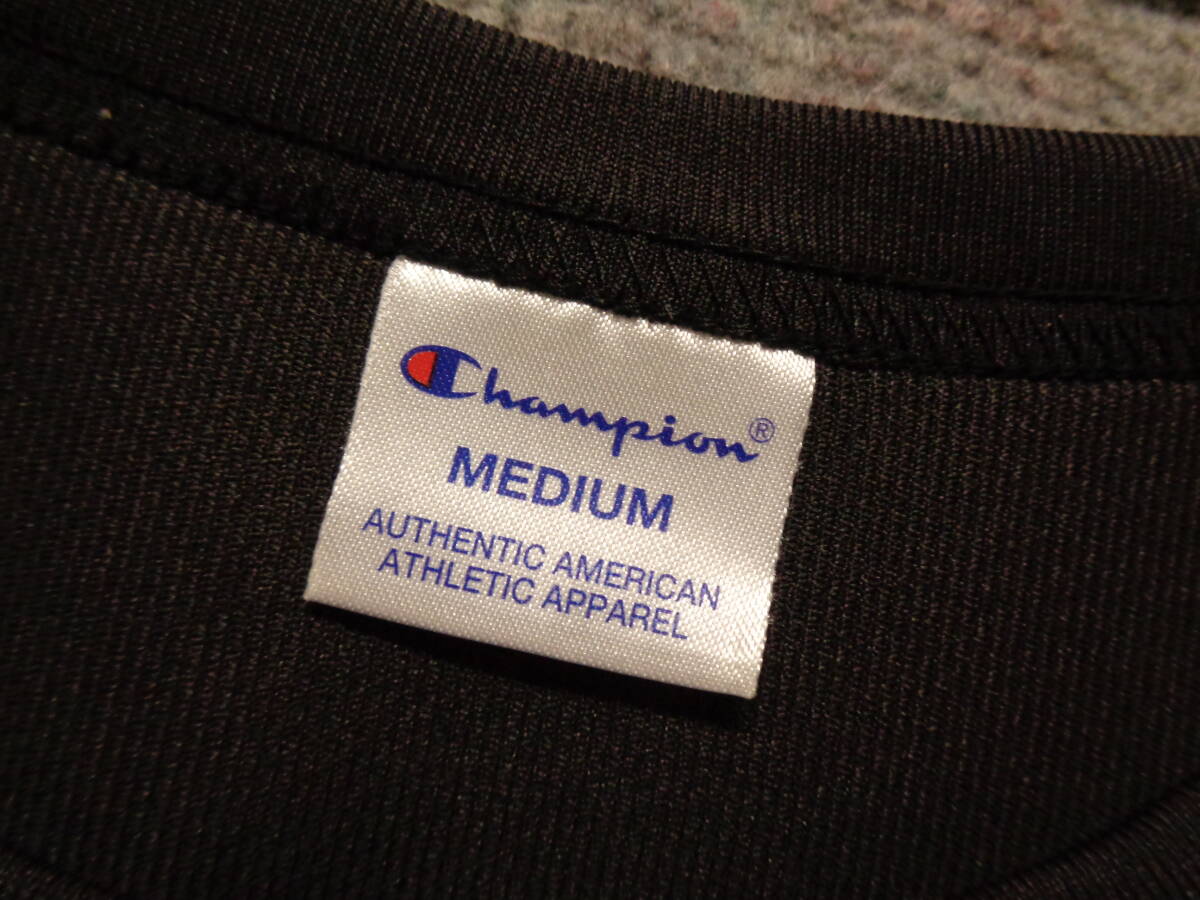 Champion®
MEDIUM
AUTHENTIC AMERICAN
ATHLETIC APPAREL